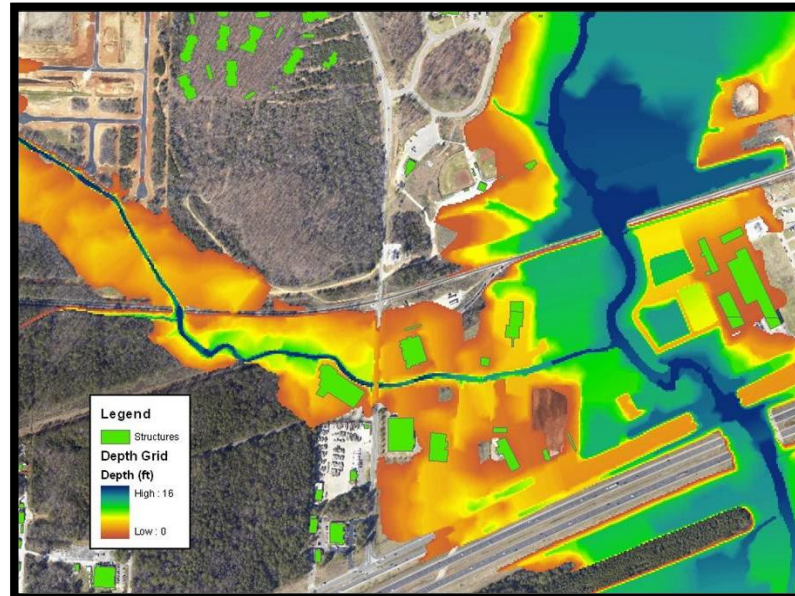 Legend
Structures
Depth Grid
Depth (ft)
High : 16
Low : 0